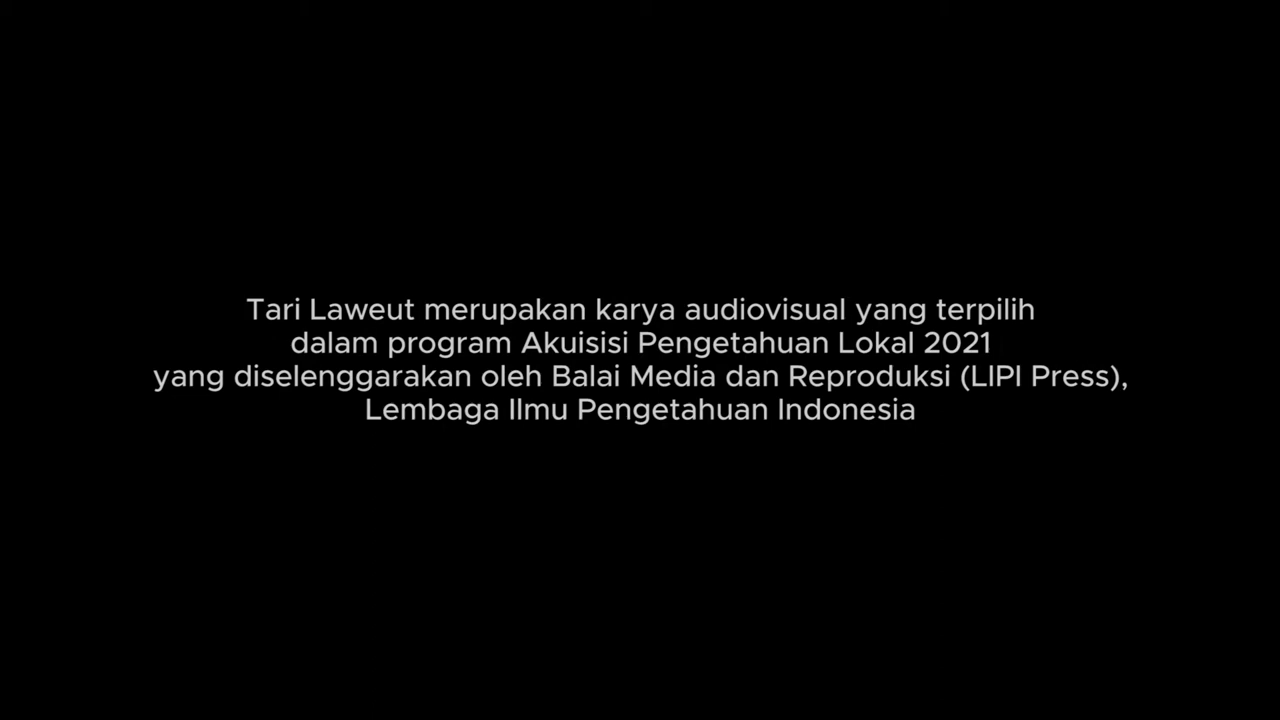 Tari Laweut merupakan karya audiovisual yang terpilih
dalam program Akuisisi Pengetahuan Lokal 2021
yang diselenggarakan oleh Balai Media dan Reproduksi (LIPI Press),
Lembaga Ilmu Pengetahuan Indonesia